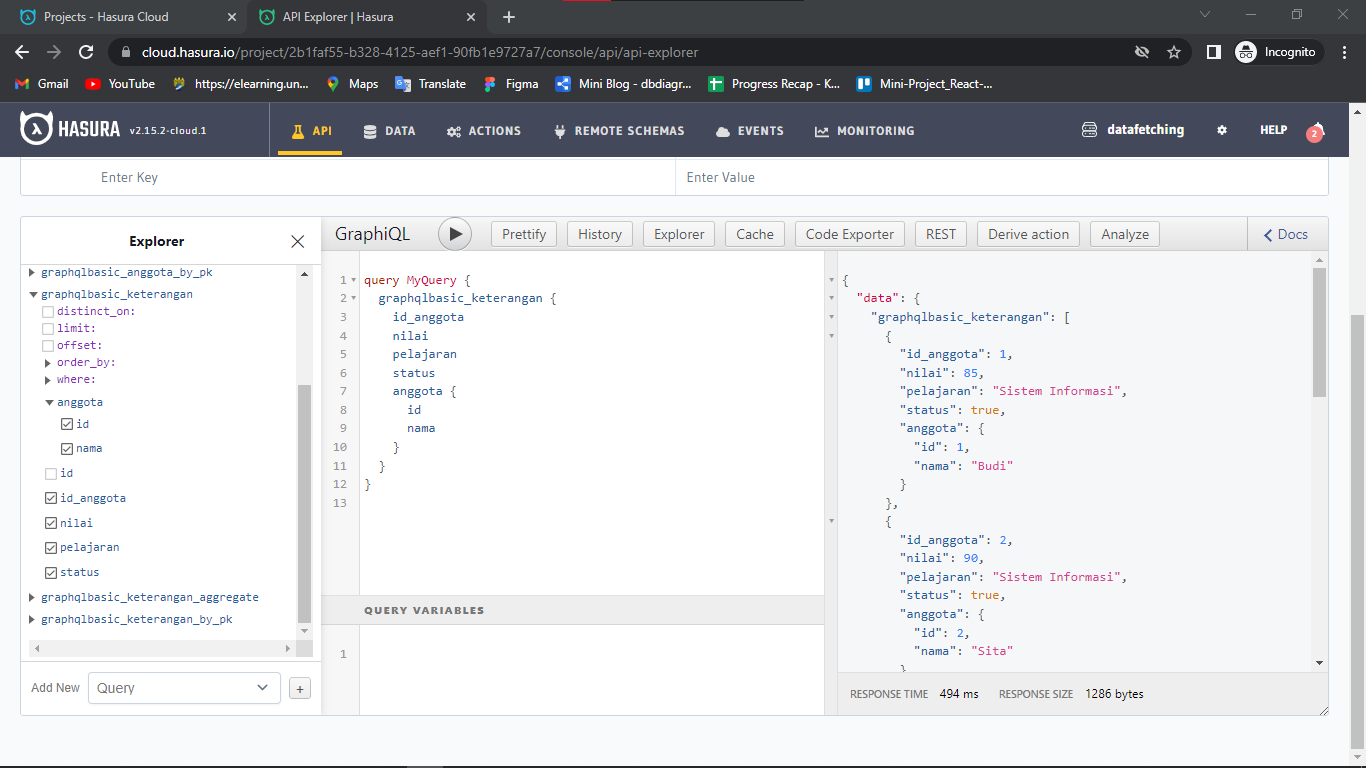 Projects - Hasura Cloud
API Explorer | Hasura
cloud.hasura.io/project/2b1faf55-b328-4125-aef1-90fb1e9727a7/console/api/api-explorer
Incognito
Gmail
YouTube
https://elearning.un...
Maps
Translate
Figma
Mini Blog - dbdiagr...
Progress Recap - K...
Mini-Project_React-...
HASURA v2.15.2-cloud.1
API
DATA
ACTIONS
REMOTE SCHEMAS
EVENTS
MONITORING
datafetching
HELP
2
Enter Key
Enter Value
Explorer
graphqlbasic_anggota_by_pk
graphqlbasic_keterangan
distinct_on:
limit:
offset:
order_by:
where:
anggota
id
nama
id
id_anggota
nilai
pelajaran
status
graphqlbasic_keterangan_aggregate
graphqlbasic_keterangan_by_pk
Add New
Query
+
GraphiQL
Prettify
History
Explorer
Cache
Code Exporter
REST
Derive action
Analyze
Docs
1 query MyQuery {
2 graphqlbasic_keterangan {
3 id_anggota
4 nilai
5 pelajaran
6 status
7 anggota {
8 id
9 nama
10 }
11 }
12 }
13
QUERY VARIABLES
1
{
"data": {
"graphqlbasic_keterangan": [
{
"id_anggota": 1,
"nilai": 85,
"pelajaran": "Sistem Informasi",
"status": true,
"anggota": {
"id": 1,
"nama": "Budi"
}
},
{
"id_anggota": 2,
"nilai": 90,
"pelajaran": "Sistem Informasi",
"status": true,
"anggota": {
"id": 2,
"nama": "Sita"
}
RESPONSE TIME 494 ms RESPONSE SIZE 1286 bytes